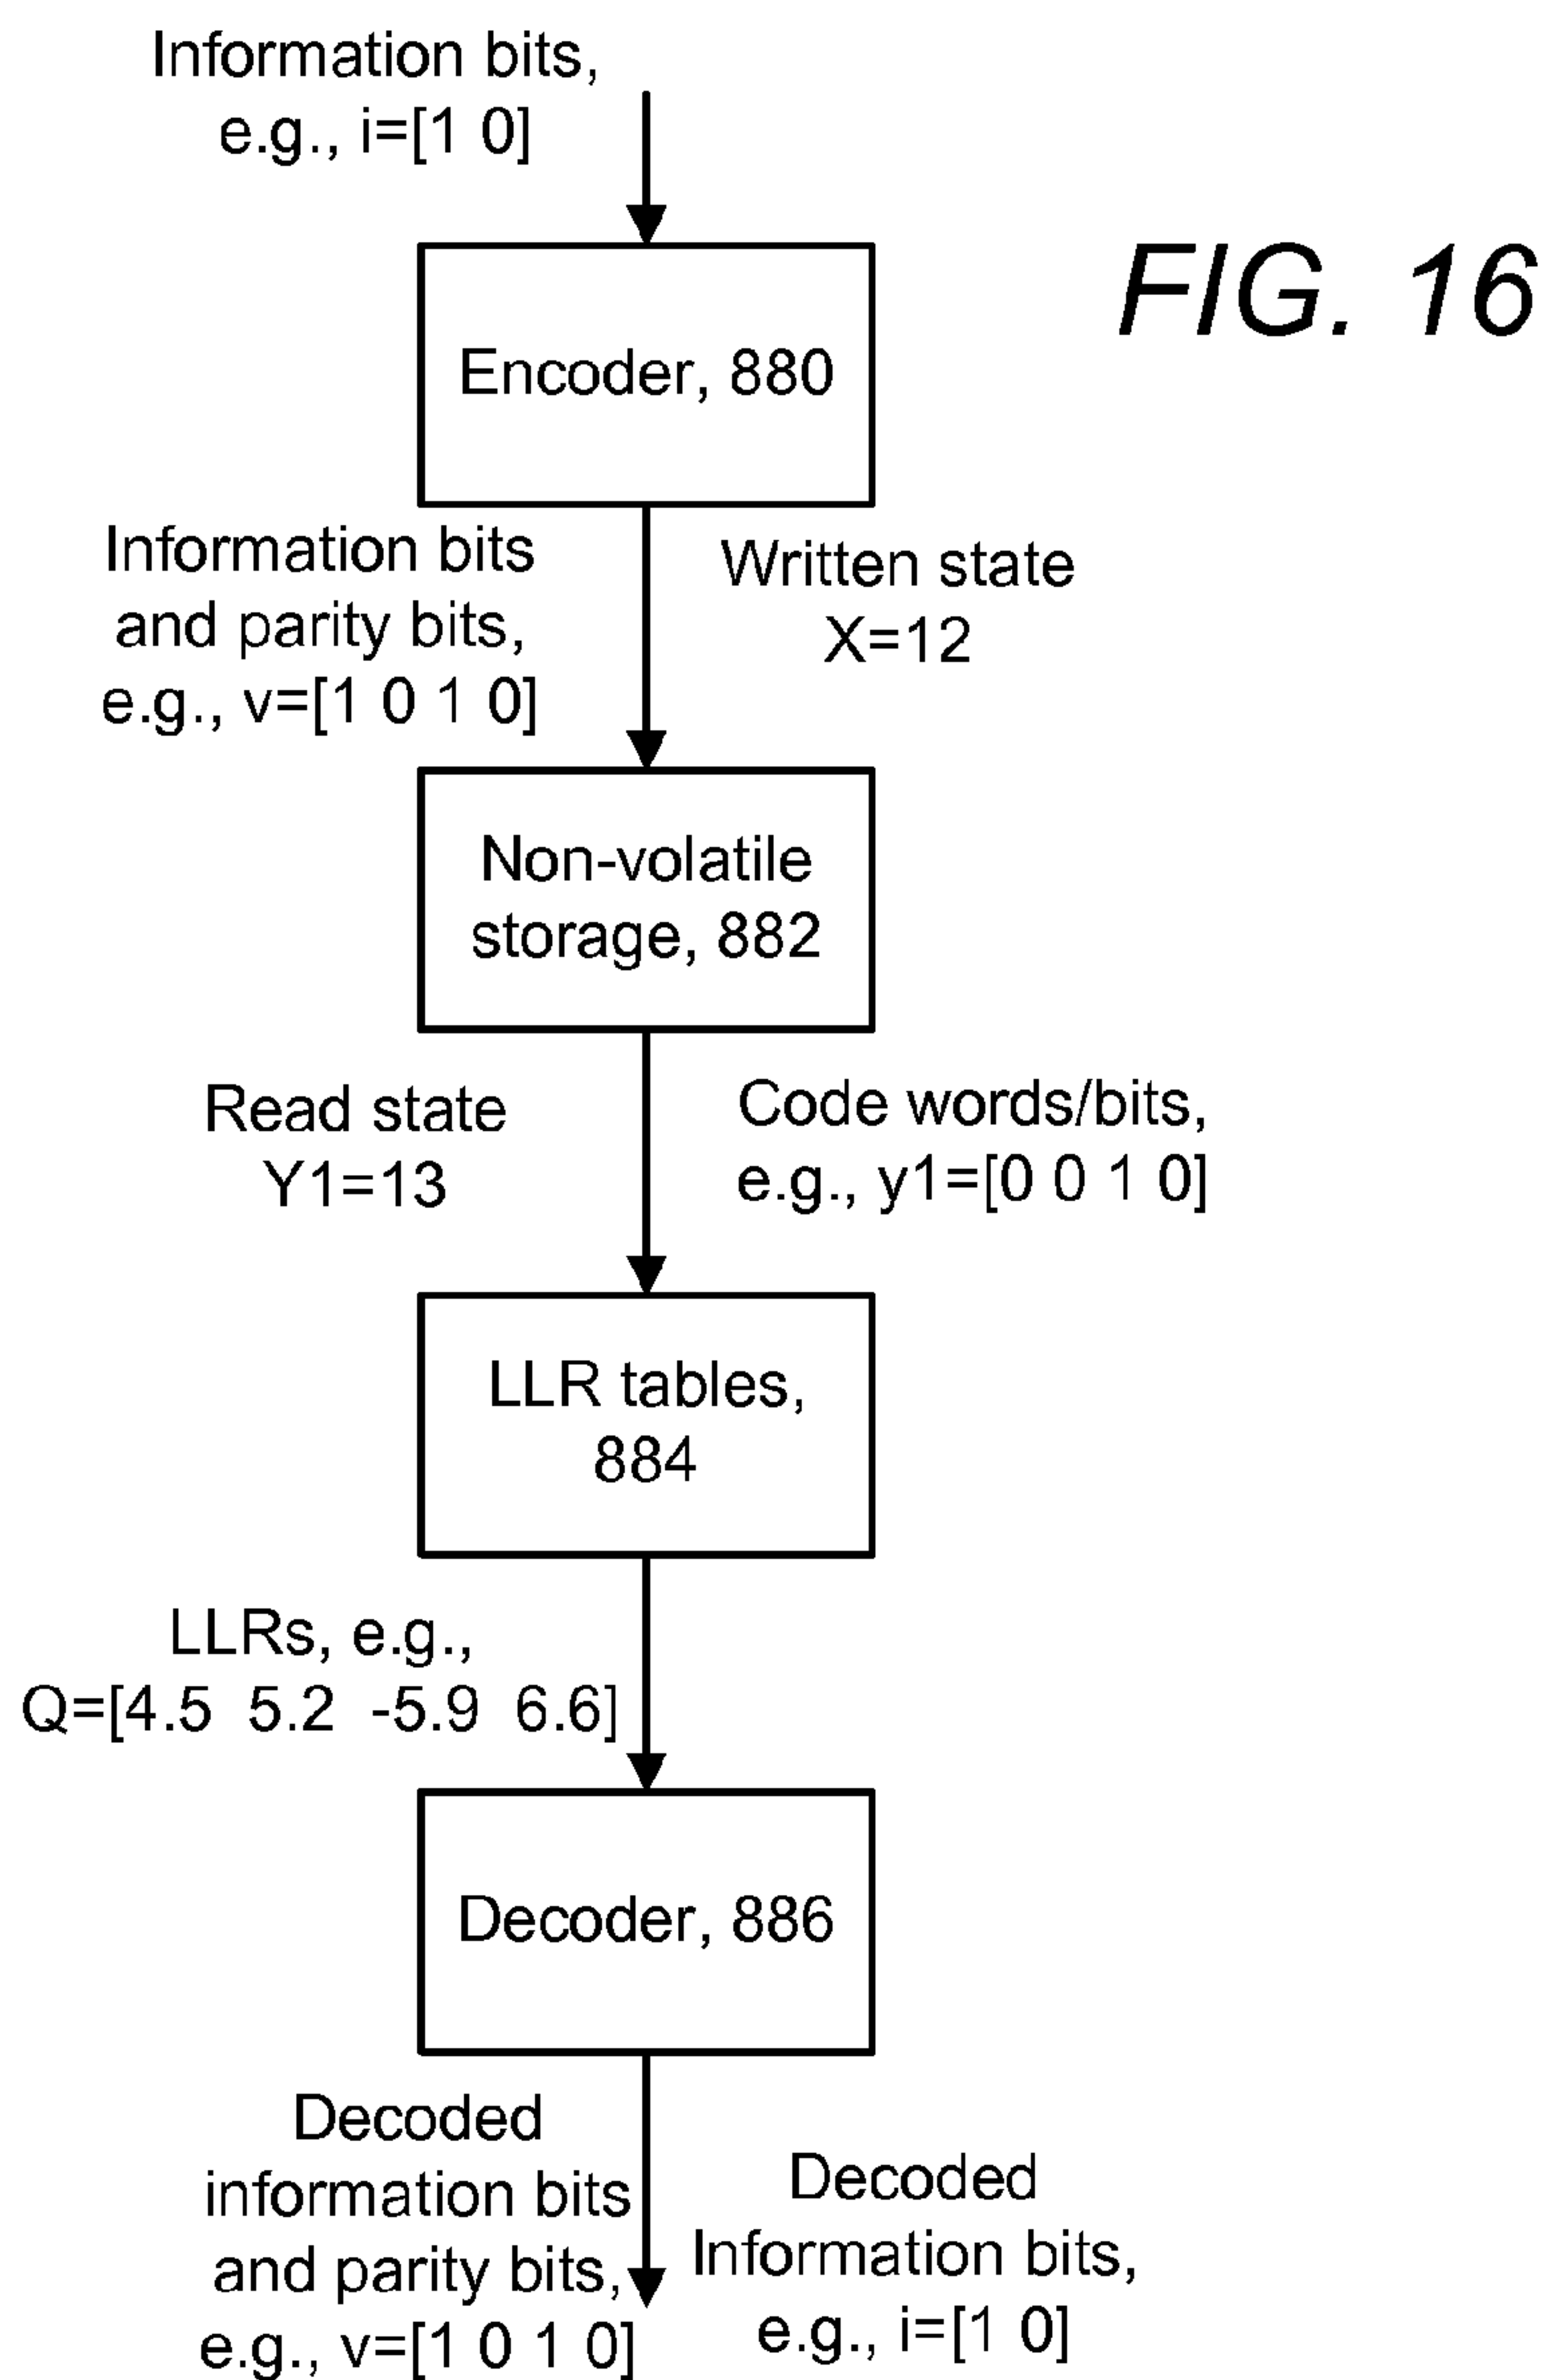 Information bits,
e.g., i=[1 0]
FIG. 16
Encoder, 880
Information bits
and parity bits,
e.g., v=[1 0 1 0]
Written state
X=12
Non-volatile
storage, 882
Read state
Y1=13
Code words/bits,
e.g., y1=[0 0 1 0]
LLR tables,
884
LLRs, e.g.,
Q=[4.5 5.2 -5.9 6.6]
Decoder, 886
Decoded
information bits
and parity bits,
e.g., v=[1 0 1 0]
Decoded
Information bits,
e.g., i=[1 0]